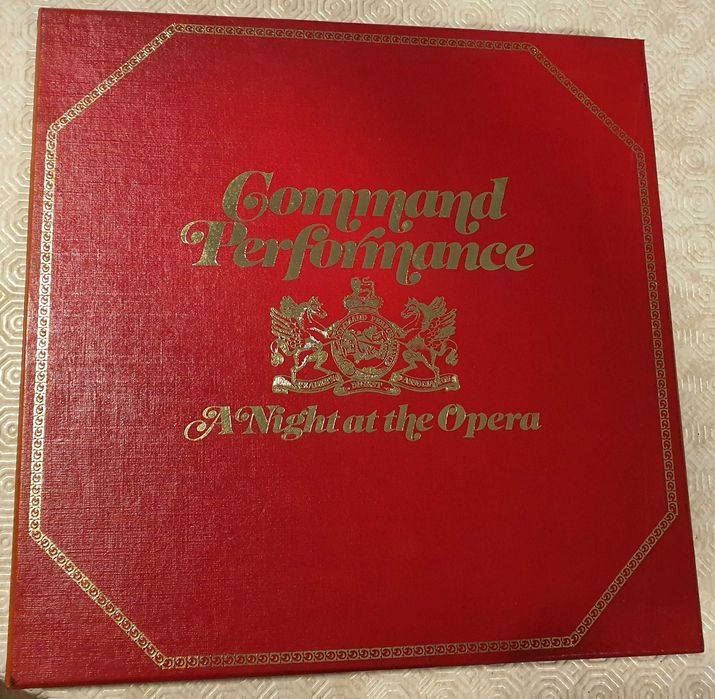 Command
Performance
A Night at the Opera